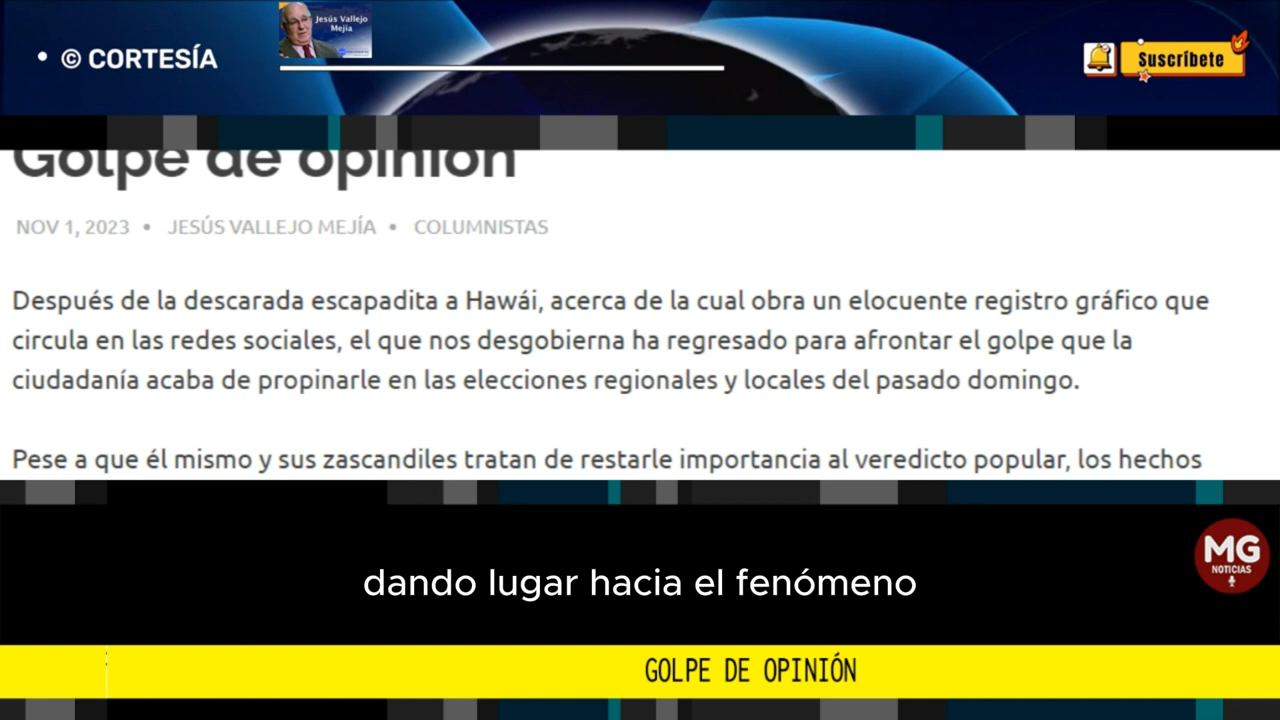 • © CORTESÍA
Jesús Vallejo
Mejía
Suscríbete
Golpe de opinión
NOV 1, 2023 • JESÚS VALLEJO MEJÍA • COLUMNISTAS
Después de la descarada escapadita a Hawái, acerca de la cual obra un elocuente registro gráfico que
circula en las redes sociales, el que nos desgobierna ha regresado para afrontar el golpe que la
ciudadanía acaba de propinarle en las elecciones regionales y locales del pasado domingo.
Pese a que él mismo y sus zascandiles tratan de restarle importancia al veredicto popular, los hechos
MG
NOTICIAS
dando lugar hacia el fenómeno
GOLPE DE OPINIÓN